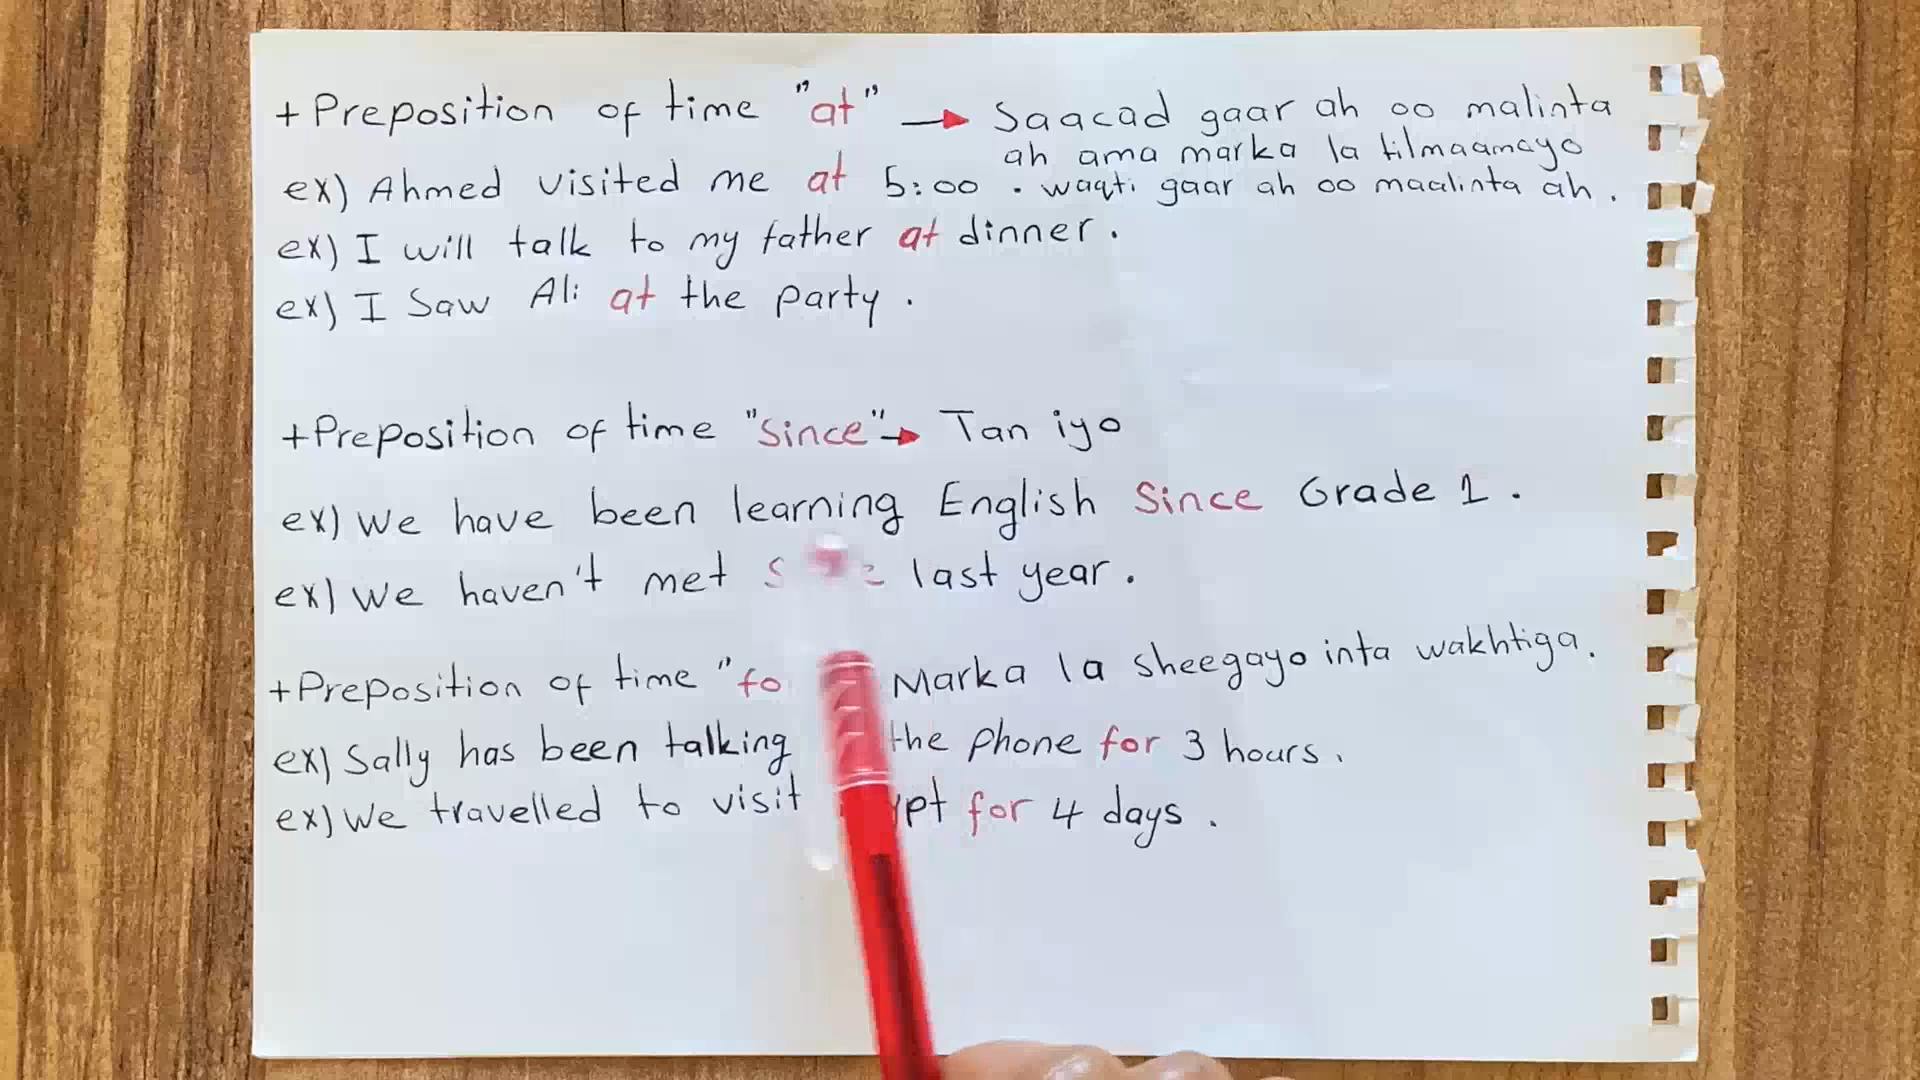 +Preposition of time "at" → Saacad gaar ah oo malinta
ah ama marka la tilmaamayo
ex) Ahmed visited me at 5:00 . waqti gaar ah oo maalinta ah .
ex) I will talk to my father at dinner .
ex) I Saw Ali at the party .
+Preposition of time "since" → Tan iyo
ex) We have been learning English Since Grade 1 .
ex) We haven't met last year .
+Preposition of time Marka la sheegayo inta wakhtiga .
ex) Sally has been talking the phone for 3 hours .
ex) We travelled to visit for 4 days .